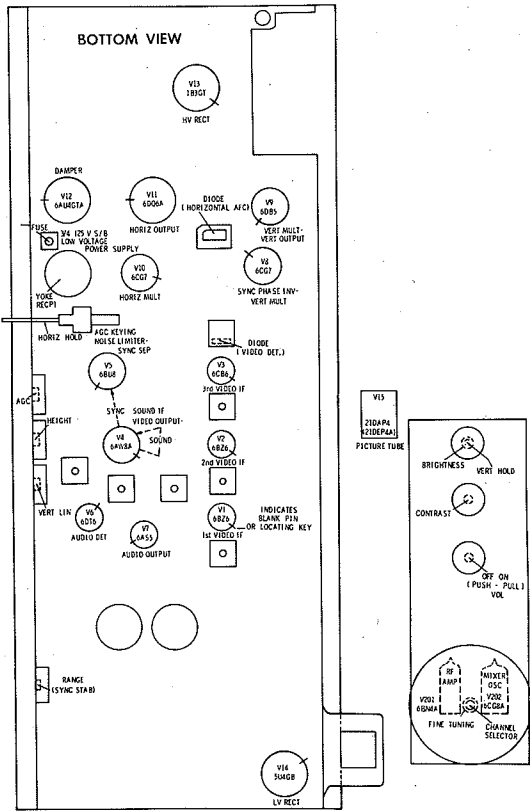 BOTTOM VIEW
V13
1B3GT
HV RECT
DAMPER
V12
6AU4GTA
V11
6DQ6A
HORIZ OUTPUT
DIODE
(HORIZONTAL AFC)
V9
6DB5
VERT MULT-
VERT OUTPUT
FUSE
3/4 125 V S/B
LOW VOLTAGE
POWER SUPPLY
YOKE
RECPT
V10
6CG7
HORIZ MULT
V8
6CG7
SYNC PHASE INV-
VERT MULT
HORIZ HOLD
AGC KEYING
NOISE LIMITER-
SYNC SEP
DIODE
(VIDEO DET.)
V5
6BU8
V3
6CB6
3rd VIDEO IF
AGC
HEIGHT
SYNC
SOUND IF
VIDEO OUTPUT
SOUND
V4
6AW8A
V2
6BZ6
2nd VIDEO IF
VERT LIN
V6
6DT6
AUDIO DET
V7
6AS5
AUDIO OUTPUT
V1
6BZ6
1st VIDEO IF
INDICATES
BLANK PIN
OR LOCATING KEY
RANGE
(SYNC STAB)
V14
5U4GB
LV RECT
V15
21DAP4
(21DEP4A)
PICTURE TUBE
BRIGHTNESS
VERT HOLD
CONTRAST
OFF ON
(PUSH - PULL)
VOL
RF
AMP
MIXER
OSC
V201
6BN4A
V202
6CG8A
FINE TUNING
CHANNEL
SELECTOR